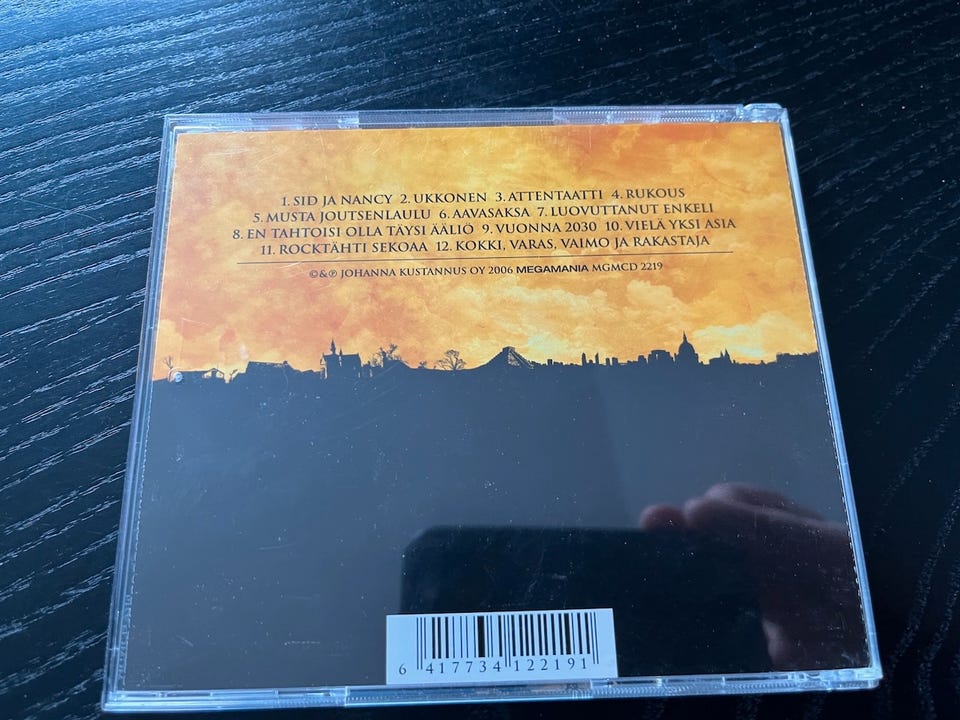 1. SID JA NANCY 2. UKKONEN 3. ATTENTAATTI 4. RUKOUS
5. MUSTA JOUTSENLAULU 6. AAVASAKSA 7. LUOVUTTANUT ENKELI
8. EN TAHTOISI OLLA TÄYSI ÄÄLIÖ 9. VUONNA 2030 10. VIELÄ YKSI ASIA
11. ROCKTÄHTI SEKOAA 12. KOKKI, VARAS, VAIMO JA RAKASTAJA
©&℗ JOHANNA KUSTANNUS OY 2006 MEGAMANIA MGMCD 2219
6 417734 122191